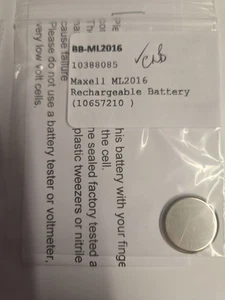 BB-ML2016
10388085
Maxell ML2016
Rechargeable Battery
(10657210 )
his battery with your finge
the cell.
he sealed factory tested a
plastic tweezers or nitrile
cause failure
Please do not use a battery tester or voltmeter,
very low volt cells.